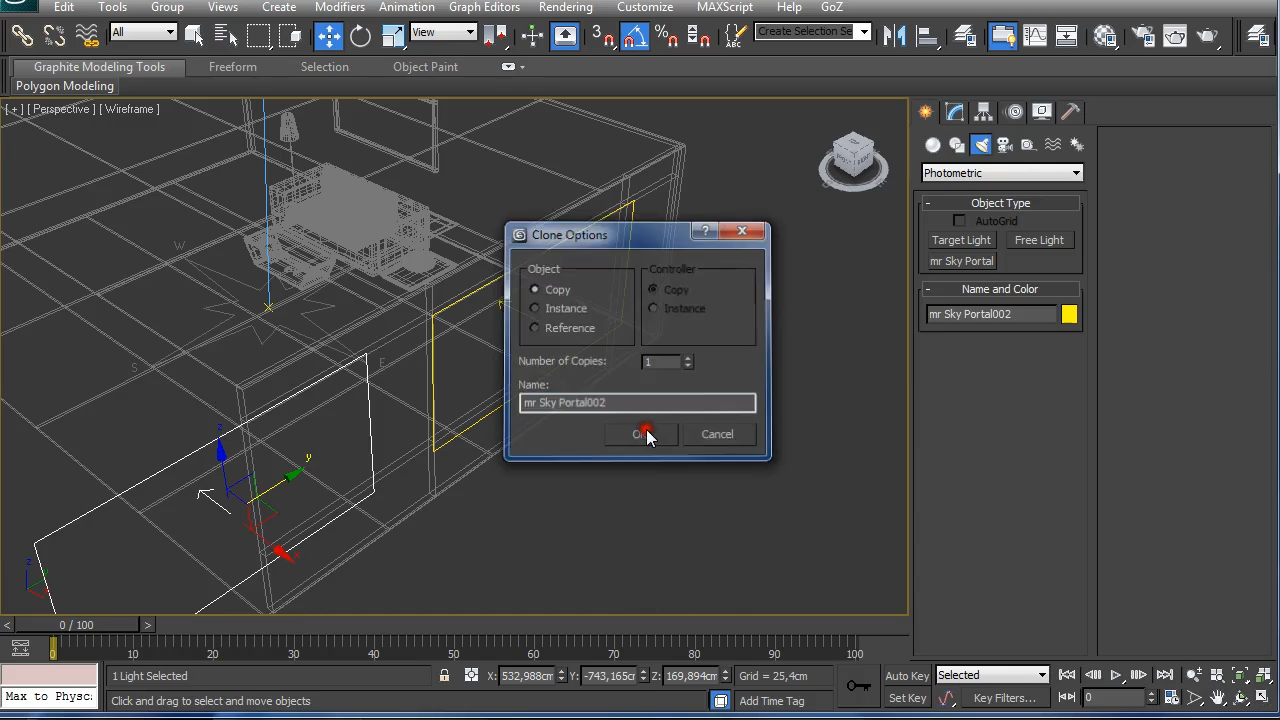 Edit Tools Group Views Create Modifiers Animation Graph Editors Rendering Customize MAXScript Help GoZ
All View 3 Create Selection Se
Graphite Modeling Tools Freeform Selection Object Paint
Polygon Modeling
[ + ] [ Perspective ] [ Wireframe ]
Photometric
- Object Type
AutoGrid
Target Light Free Light
mr Sky Portal
- Name and Color
mr Sky Portal002
Clone Options ?
Object Controller
Copy Copy
Instance Instance
Reference
Number of Copies: 1
Name:
mr Sky Portal002
Cancel
W
S
E
z
y
x
z
< 0 / 100 >
0 10 20 30 40 50 60 70 80 90 100
1 Light Selected X: 532,988cm Y: -743,165cm Z: 169,894cm Grid = 25,4cm Auto Key Selected
Max to Physc: Click and drag to select and move objects Add Time Tag Set Key Key Filters... 0